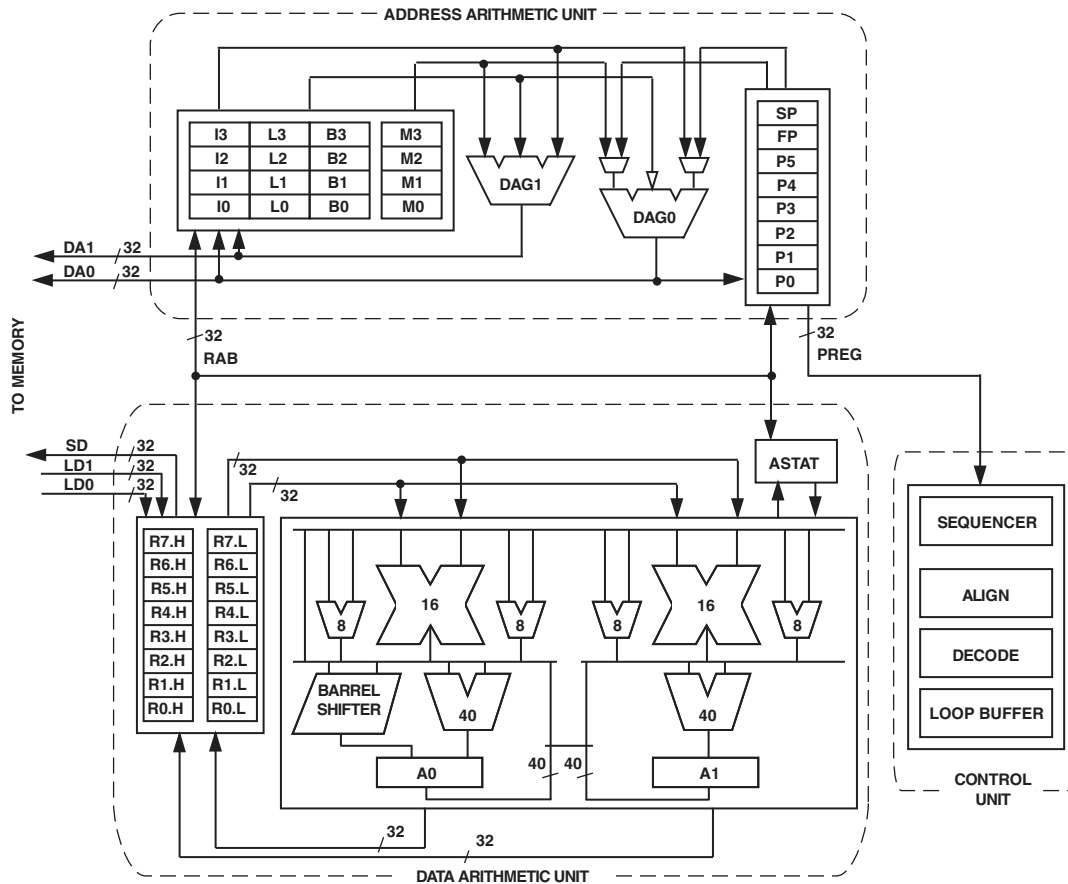 ADDRESS ARITHMETIC UNIT
I3 L3 B3 M3
I2 L2 B2 M2
I1 L1 B1 M1
I0 L0 B0 M0
DAG1
DAG0
SP
FP
P5
P4
P3
P2
P1
P0
DA1 32
DA0 32
TO MEMORY
32
RAB
32
PREG
SD 32
LD1 32
LD0 32
32
32
ASTAT
R7.H R7.L
R6.H R6.L
R5.H R5.L
R4.H R4.L
R3.H R3.L
R2.H R2.L
R1.H R1.L
R0.H R0.L
8
16
8
8
16
8
BARREL
SHIFTER
40
40
A0
40 40
A1
32
32
DATA ARITHMETIC UNIT
SEQUENCER
ALIGN
DECODE
LOOP BUFFER
CONTROL
UNIT